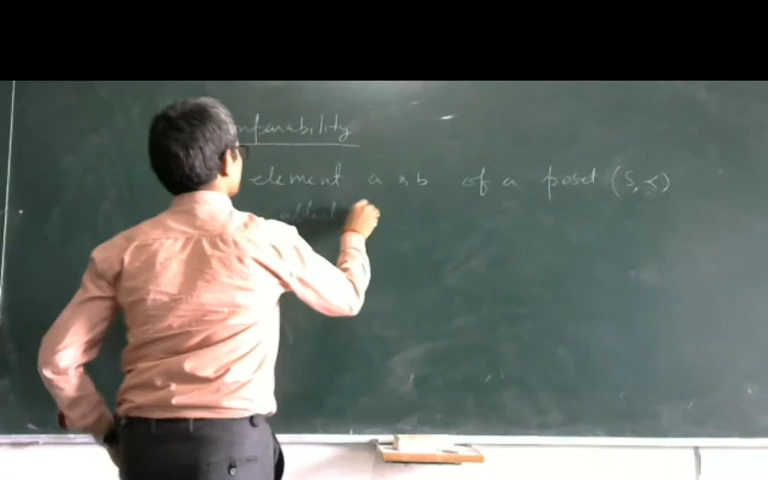 mparability
element a & b of a poset (S, ≼)